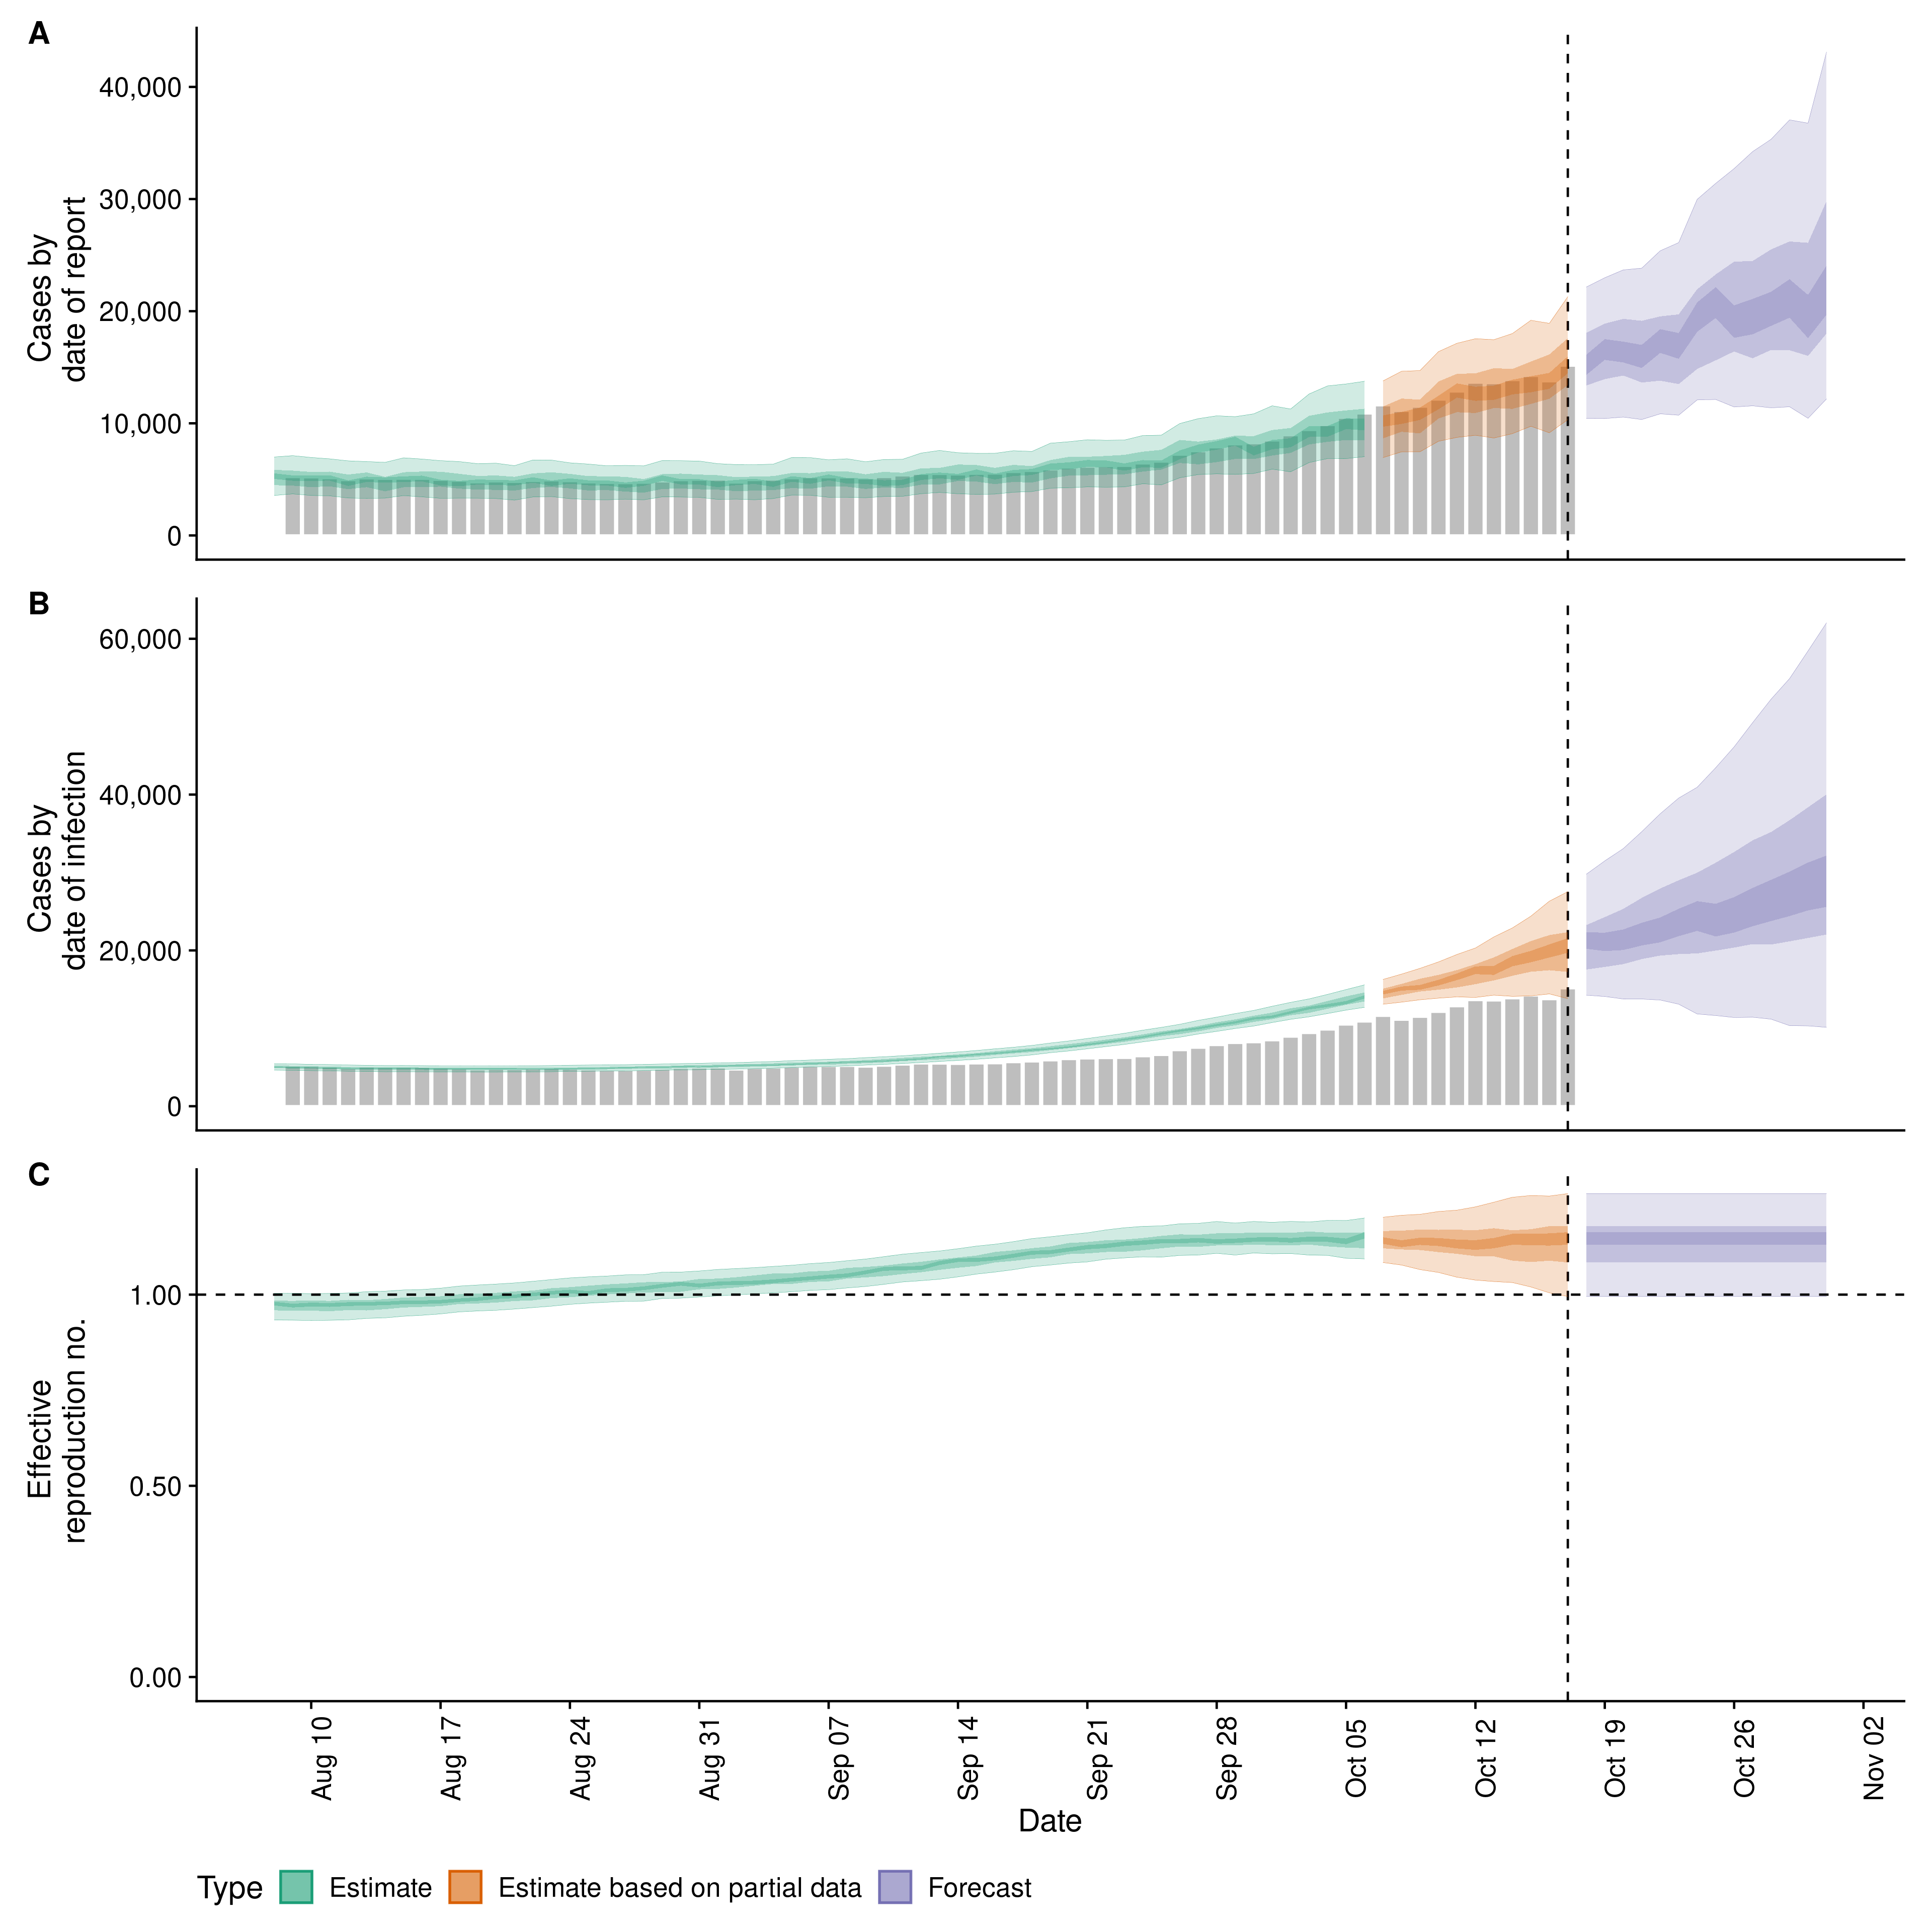 A
40,000
30,000
20,000
10,000
0
Cases by
date of report
B
60,000
40,000
20,000
0
Cases by
date of infection
C
1.00
0.50
0.00
Effective
reproduction no.
Aug 10
Aug 17
Aug 24
Aug 31
Sep 07
Sep 14
Sep 21
Sep 28
Oct 05
Oct 12
Oct 19
Oct 26
Nov 02
Date
Type Estimate Estimate based on partial data Forecast